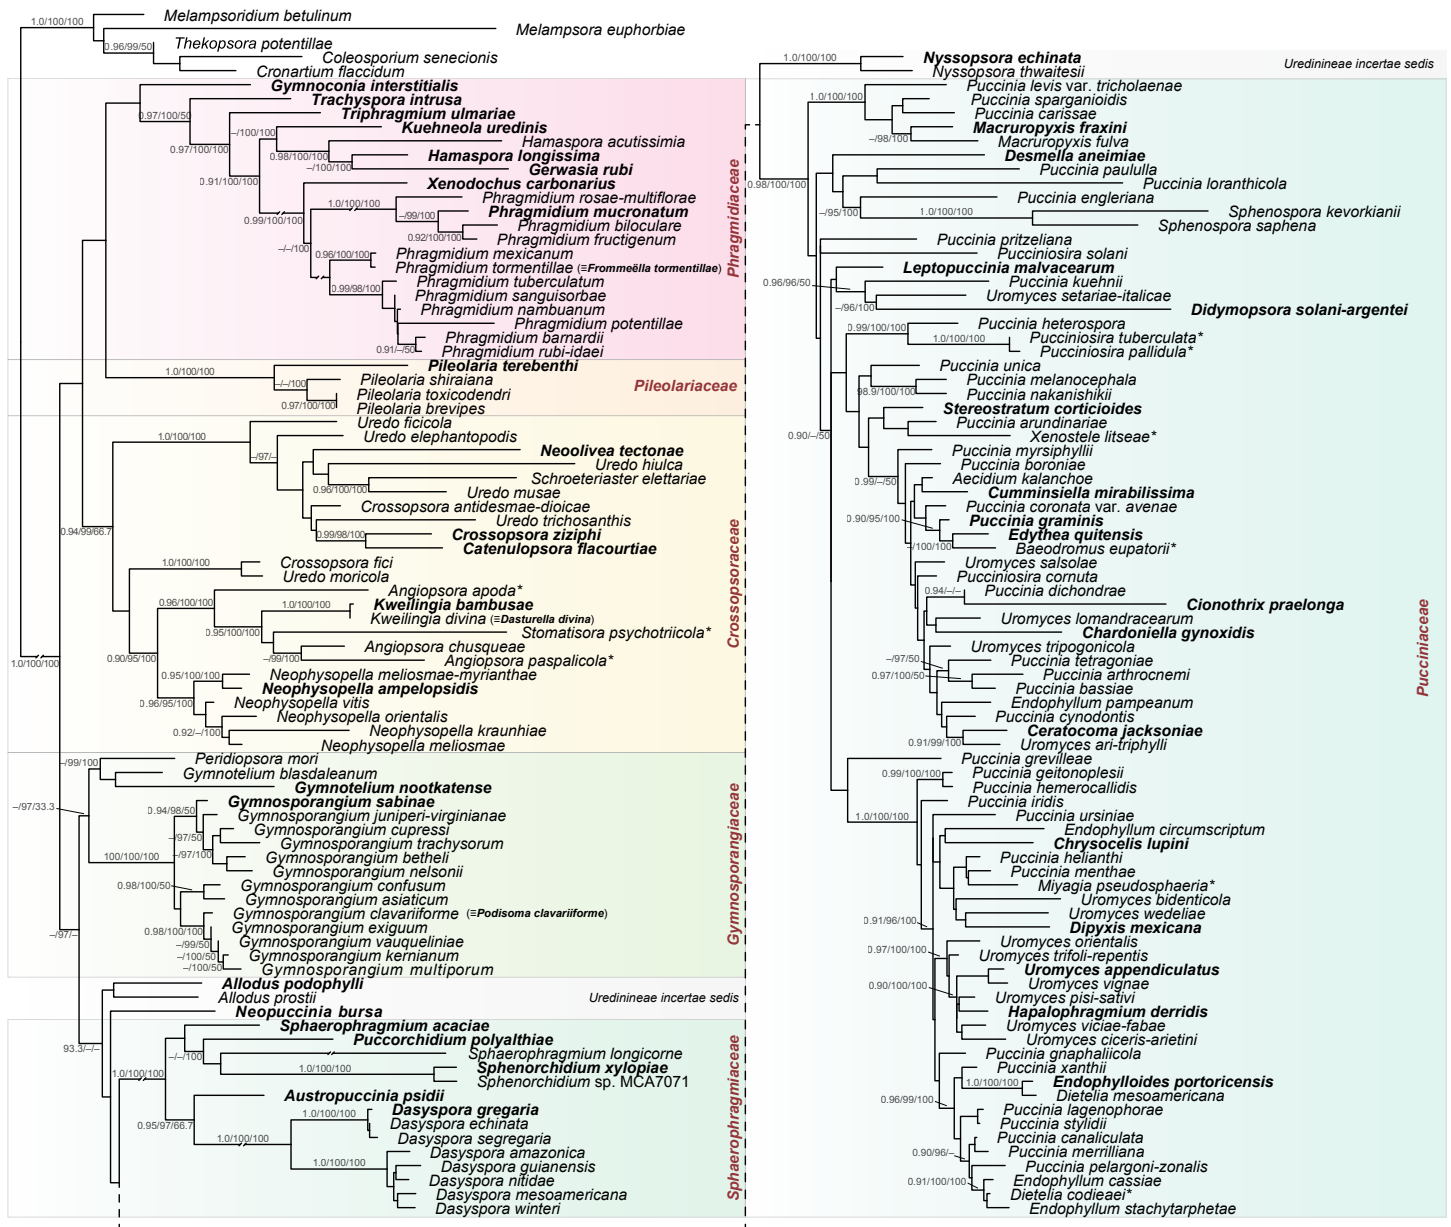 Melampsoridium betulinum
1.0/100/100
Melampsora euphorbiae
Thekopsora potentillae
0.96/99/50
Coleosporium senecionis
Cronartium flaccidum
Gymnoconia interstitialis
Trachyspora intrusa
0.97/100/50
Triphragmium ulmariae
Kuehneola uredinis
–/100/100
Hamaspora acutissimia
0.97/100/100
0.98/100/100
Hamaspora longissima
–/100/100
Gerwasia rubi
0.91/100/100
Xenodochus carbonarius
Phragmidium rosae-multiflorae
1.0/100/100
Phragmidium mucronatum
–/99/100
0.99/100/100
Phragmidium biloculare
0.92/100/100
Phragmidium fructigenum
–/–/100
Phragmidium mexicanum
0.96/100/100
Phragmidium tormentillae (≡Frommeëlla tormentillae)
Phragmidium tuberculatum
0.99/98/100
Phragmidium sanguisorbae
Phragmidium nambuanum
Phragmidium potentillae
Phragmidium barnardii
0.91/–/50
Phragmidium rubi-idaei
Phragmidiaceae
Pileolaria terebenthi
1.0/100/100
Pileolaria shiraiana
–/–/100
Pileolaria toxicodendri
0.97/100/100
Pileolaria brevipes
Pileolariaceae
Uredo ficicola
1.0/100/100
Uredo elephantopodis
–/97/–
Neoolivea tectonae
Uredo hiulca
Schroeteriaster elettariae
0.96/100/100
Uredo musae
Crossopsora antidesmae-dioicae
Uredo trichosanthis
0.94/99/66.7
0.99/98/100
Crossopsora ziziphi
Catenulopsora flacourtiae
Crossopsora fici
1.0/100/100
Uredo moricola
Angiopsora apoda*
0.96/100/100
Kweilingia bambusae
1.0/100/100
Kweilingia divina (≡Dasturella divina)
0.95/100/100
Stomatisora psychotriicola*
Angiopsora chusqueae
0.90/95/100
–/99/100
Angiopsora paspalicola*
1.0/100/100
Neophysopella meliosmae-myrianthae
0.95/100/100
Neophysopella ampelopsidis
0.96/95/100
Neophysopella vitis
Neophysopella orientalis
0.92/–/100
Neophysopella kraunhiae
Neophysopella meliosmae
Crossopsoraceae
Peridiopsora mori
–/99/100
Gymnotelium blasdaleanum
Gymnotelium nootkatense
–/97/33.3
Gymnosporangium sabinae
0.94/98/50
Gymnosporangium juniperi-virginianae
Gymnosporangium cupressi
–/97/50
Gymnosporangium trachysorum
100/100/100
–/97/100
Gymnosporangium betheli
Gymnosporangium nelsonii
0.98/100/50
Gymnosporangium confusum
Gymnosporangium asiaticum
Gymnosporangium clavariiforme (≡Podisoma clavariiforme)
0.98/100/100
Gymnosporangium exiguum
–/97/–
–/99/50
Gymnosporangium vauqueliniae
–/100/50
Gymnosporangium kernianum
–/100/50
Gymnosporangium multiporum
Gymnosporangiaceae
Allodus podophylli
Allodus prostii
Uredinineae incertae sedis
Neopuccinia bursa
Sphaerophragmium acaciae
93.3/–/–
Puccorchidium polyalthiae
–/–/100
Sphaerophragmium longicorne
1.0/100/100
1.0/100/100
Sphenorchidium xylopiae
Sphenorchidium sp. MCA7071
Austropuccinia psidii
Dasyspora gregaria
1.0/100/100
0.95/97/66.7
Dasyspora echinata
1.0/100/100
Dasyspora segregaria
Dasyspora amazonica
1.0/100/100
Dasyspora guianensis
Dasyspora nitidae
Dasyspora mesoamericana
Dasyspora winteri
Sphaerophragmiaceae
Nyssopsora echinata
1.0/100/100
Nyssopsora thwaitesii
Uredinineae incertae sedis
Puccinia levis var. tricholaenae
1.0/100/100
Puccinia sparganioidis
Puccinia carissae
Macruropyxis fraxini
–/98/100
Macruropyxis fulva
Desmella aneimiae
Puccinia paululla
0.98/100/100
Puccinia loranthicola
Puccinia engleriana
–/95/100
1.0/100/100
Sphenospora kevorkianii
Sphenospora saphena
Puccinia pritzeliana
Pucciniosira solani
Leptopuccinia malvacearum
0.96/96/50
Puccinia kuehnii
Uromyces setariae-italicae
–/96/100
Didymopsora solani-argentei
0.99/100/100
Puccinia heterospora
1.0/100/100
Pucciniosira tuberculata*
Pucciniosira pallidula*
Puccinia unica
Puccinia melanocephala
98.9/100/100
Puccinia nakanishikii
Stereostratum corticioides
Puccinia arundinariae
0.90/–/50
Xenostele litseae*
Puccinia myrsiphyllii
Puccinia boroniae
0.99/–/50
Aecidium kalanchoe
Cumminsiella mirabilissima
Puccinia coronata var. avenae
0.90/95/100
Puccinia graminis
Edythea quitensis
–/100/100
Baeodromus eupatorii*
Uromyces salsolae
Pucciniosira cornuta
0.94/–/–
Puccinia dichondrae
Cionothrix praelonga
Uromyces lomandracearum
Chardoniella gynoxidis
Uromyces tripogonicola
–/97/50
Puccinia tetragoniae
0.97/100/50
Puccinia arthrocnemi
Puccinia bassiae
Endophyllum pampeanum
Puccinia cynodontis
Ceratocoma jacksoniae
0.91/99/100
Uromyces ari-triphylli
Puccinia grevilleae
0.99/100/100
Puccinia geitonoplesii
Puccinia hemerocallidis
Puccinia iridis
1.0/100/100
Puccinia ursiniae
Endophyllum circumscriptum
Chrysocelis lupini
Puccinia helianthi
Puccinia menthae
Miyagia pseudosphaeria*
Uromyces bidenticola
Uromyces wedeliae
0.91/96/100
Dipyxis mexicana
Uromyces orientalis
0.97/100/100
Uromyces trifoli-repentis
Uromyces appendiculatus
0.90/100/100
Uromyces vignae
Uromyces pisi-sativi
Hapalophragmium derridis
Uromyces viciae-fabae
Uromyces ciceris-arietini
Puccinia gnaphaliicola
Puccinia xanthii
1.0/100/100
Endophylloides portoricensis
Dietelia mesoamericana
0.96/99/100
Puccinia lagenophorae
Puccinia stylidii
Puccinia canaliculata
0.90/96/–
Puccinia merrilliana
Puccinia pelargoni-zonalis
0.91/100/100
Endophyllum cassiae
Dietelia codieaei*
Endophyllum stachytarphetae
Pucciniaceae